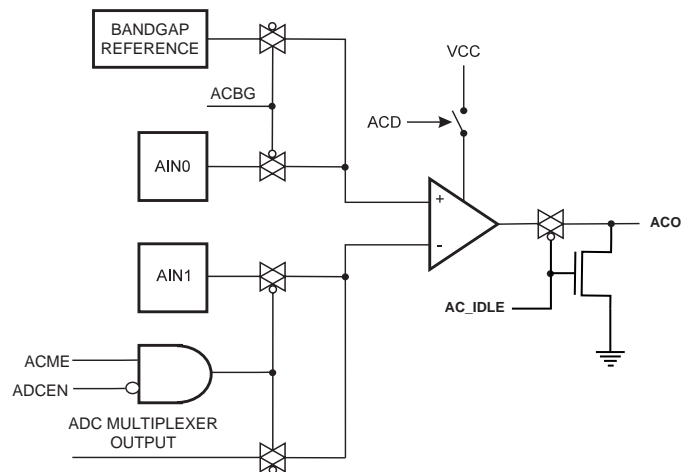 BANDGAP
REFERENCE
VCC
ACBG
ACD
AIN0
+
-
ACO
AIN1
AC_IDLE
ACME
ADCEN
ADC MULTIPLEXER
OUTPUT